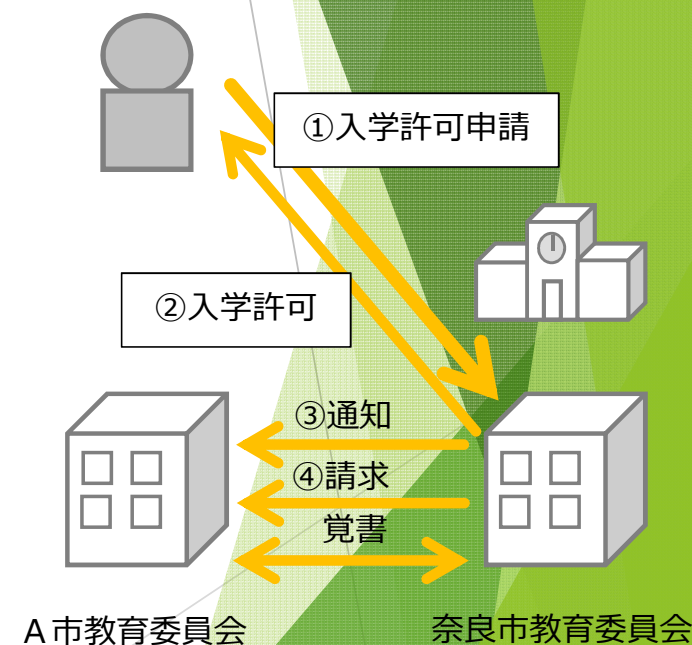 ①入学許可申請
②入学許可
③通知
④請求
覚書
A市教育委員会
奈良市教育委員会